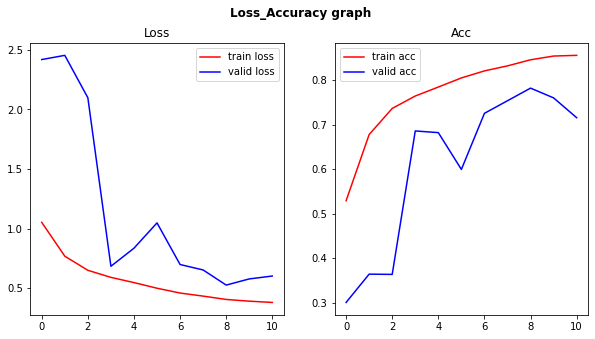 Loss_Accuracy graph
Loss
train loss
valid loss
2.5
2.0
1.5
1.0
0.5
0 2 4 6 8 10
Acc
train acc
valid acc
0.8
0.7
0.6
0.5
0.4
0.3
0 2 4 6 8 10